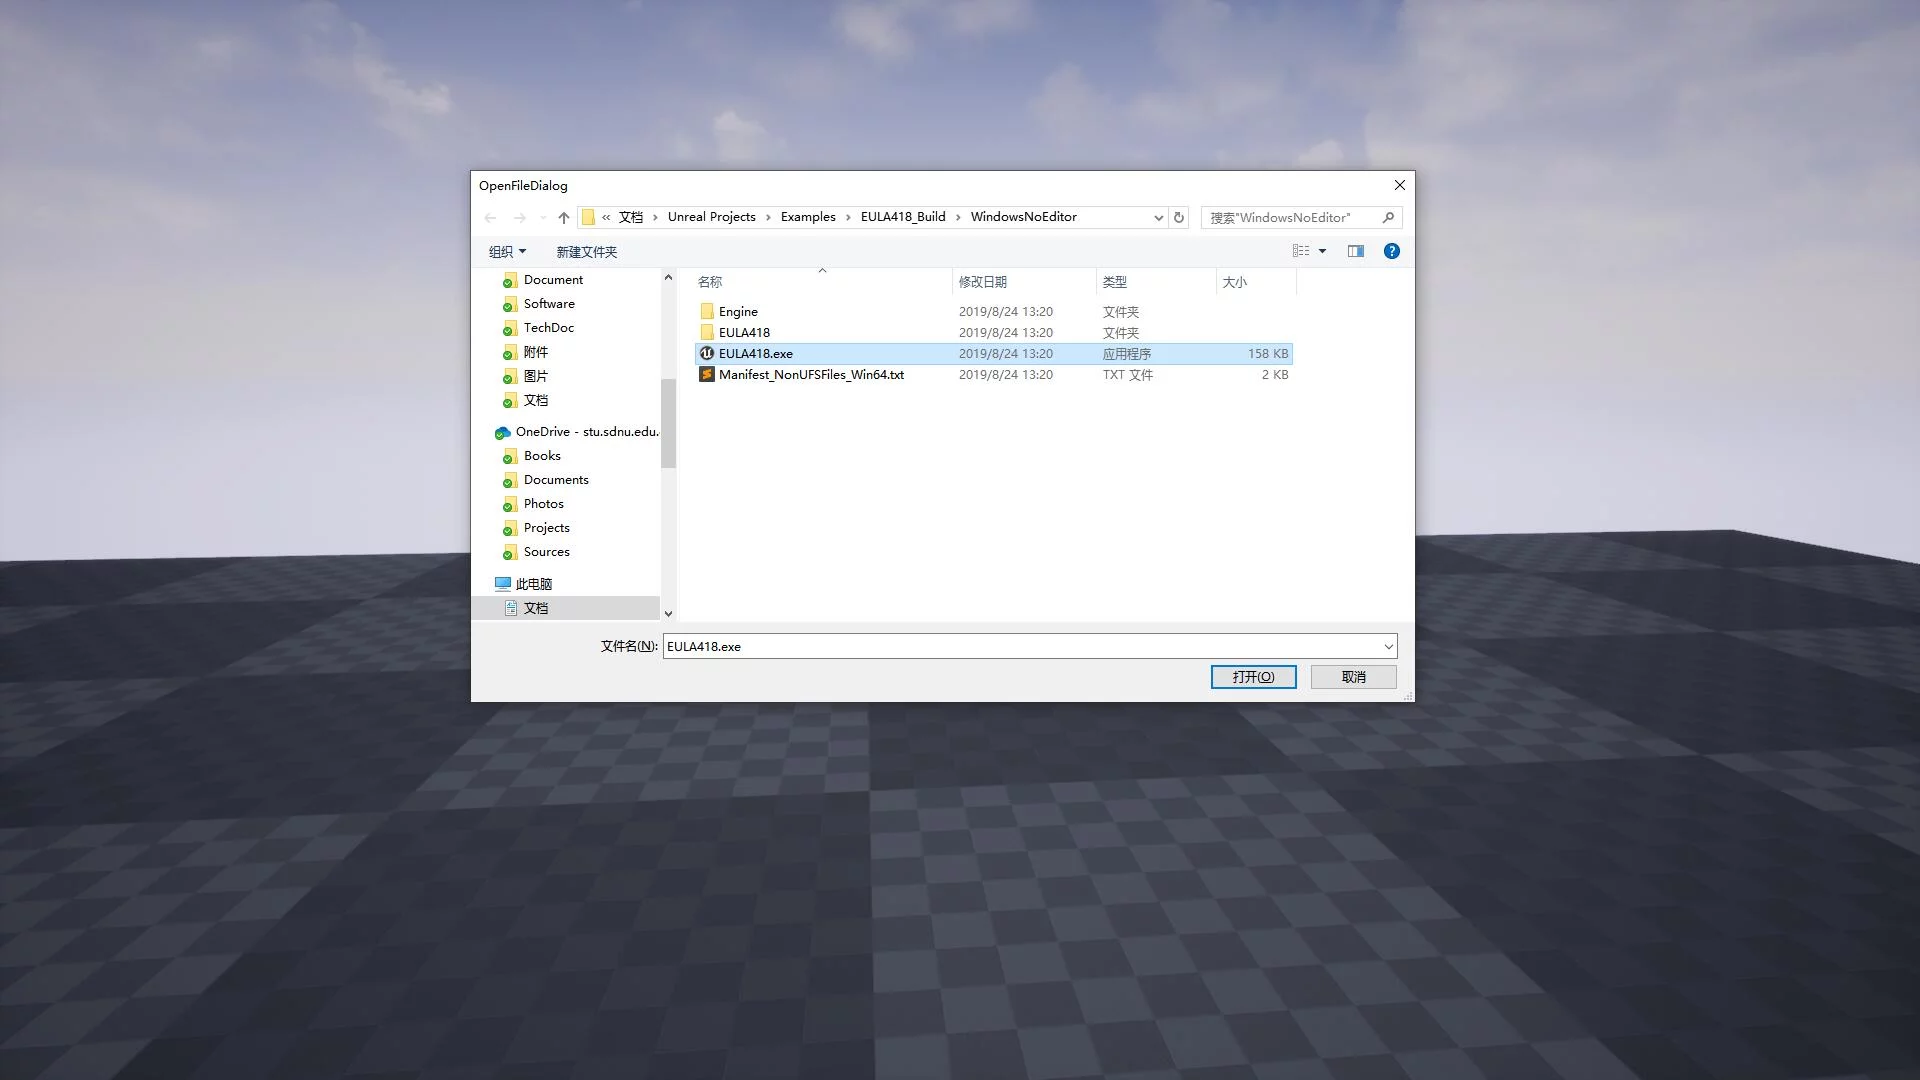 OpenFileDialog
« 文档 › Unreal Projects › Examples › EULA418_Build › WindowsNoEditor
搜索"WindowsNoEditor"
组织
新建文件夹
Document
Software
TechDoc
附件
图片
文档
OneDrive - stu.sdnu.edu.
Books
Documents
Photos
Projects
Sources
此电脑
文档
名称 修改日期 类型 大小
Engine 2019/8/24 13:20 文件夹
EULA418 2019/8/24 13:20 文件夹
EULA418.exe 2019/8/24 13:20 应用程序 158 KB
Manifest_NonUFSFiles_Win64.txt 2019/8/24 13:20 TXT 文件 2 KB
文件名(N): EULA418.exe
打开(O) 取消